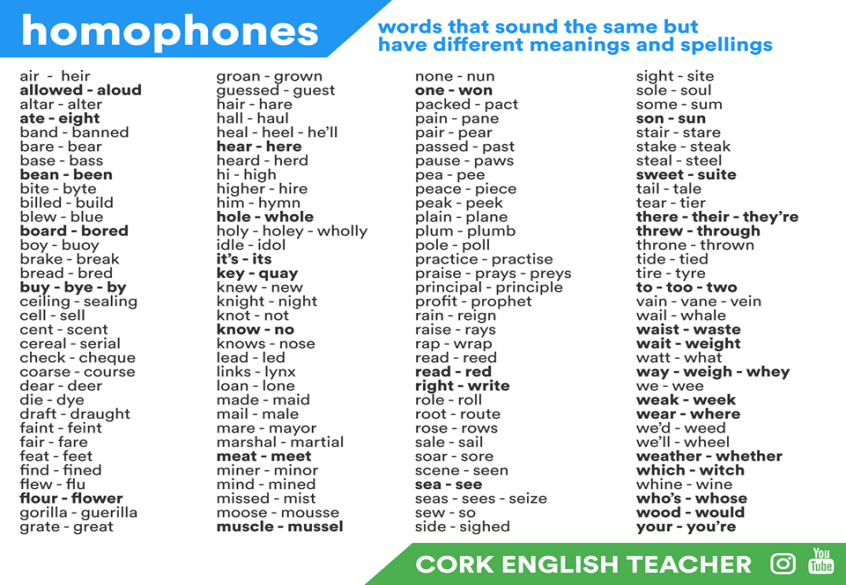 homophones
words that sound the same but
have different meanings and spellings
air - heir
allowed - aloud
altar - alter
ate - eight
band - banned
bare - bear
base - bass
bean - been
bite - byte
billed - build
blew - blue
board - bored
boy - buoy
brake - break
bread - bred
buy - bye - by
ceiling - sealing
cell - sell
cent - scent
cereal - serial
check - cheque
coarse - course
dear - deer
die - dye
draft - draught
faint - feint
fair - fare
feat - feet
find - fined
flew - flu
flour - flower
gorilla - guerilla
grate - great
groan - grown
guessed - guest
hair - hare
hall - haul
heal - heel - he'll
hear - here
heard - herd
hi - high
higher - hire
him - hymn
hole - whole
holy - holey - wholly
idle - idol
it's - its
key - quay
knew - new
knight - night
knot - not
know - no
knows - nose
lead - led
links - lynx
loan - lone
made - maid
mail - male
mare - mayor
marshal - martial
meat - meet
miner - minor
mind - mined
missed - mist
moose - mousse
muscle - mussel
none - nun
one - won
packed - pact
pain - pane
pair - pear
passed - past
pause - paws
pea - pee
peace - piece
peak - peek
plain - plane
plum - plumb
pole - poll
practice - practise
praise - prays - preys
principal - principle
profit - prophet
rain - reign
raise - rays
rap - wrap
read - reed
read - red
right - write
role - roll
root - route
rose - rows
sale - sail
soar - sore
scene - seen
sea - see
seas - sees - seize
sew - so
side - sighed
sight - site
sole - soul
some - sum
son - sun
stair - stare
stake - steak
steal - steel
sweet - suite
tail - tale
tear - tier
there - their - they're
threw - through
throne - thrown
tide - tied
tire - tyre
to - too - two
vain - vane - vein
wail - whale
waist - waste
wait - weight
watt - what
way - weigh - whey
we - wee
weak - week
wear - where
we'd - weed
we'll - wheel
weather - whether
which - witch
whine - wine
who's - whose
wood - would
your - you're
CORK ENGLISH TEACHER
You
Tube